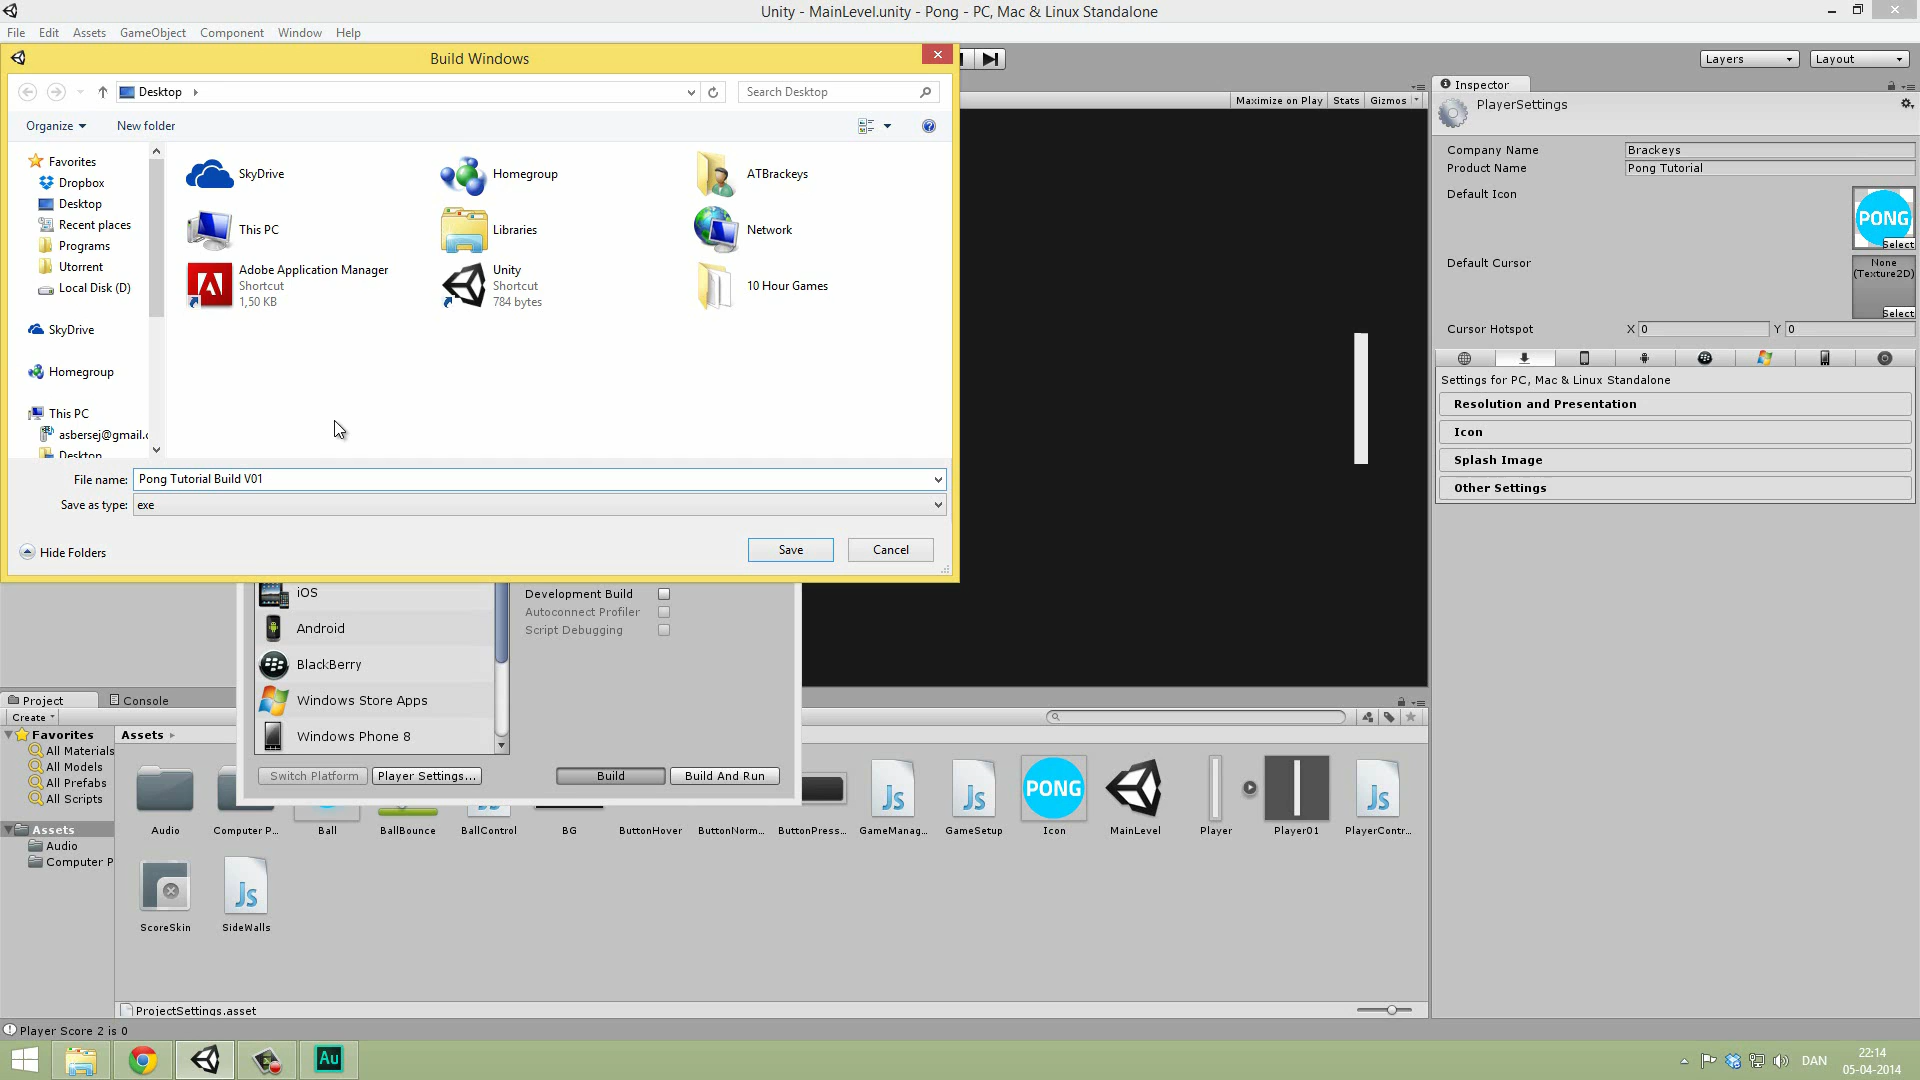 Unity - MainLevel.unity - Pong - PC, Mac & Linux Standalone
File Edit Assets GameObject Component Window Help
Build Windows
Desktop
Search Desktop
Organize
New folder
Favorites
Dropbox
Desktop
Recent places
Programs
Utorrent
Local Disk (D)
SkyDrive
Homegroup
This PC
asbersej@gmail.c
Desktop
SkyDrive
Homegroup
ATBrackeys
This PC
Libraries
Network
Adobe Application Manager
Shortcut
1,50 KB
Unity
Shortcut
784 bytes
10 Hour Games
File name: Pong Tutorial Build V01
Save as type: exe
Hide Folders
Save
Cancel
Layers
Layout
Maximize on Play Stats Gizmos
Inspector
PlayerSettings
Company Name Brackeys
Product Name Pong Tutorial
Default Icon
PONG
Select
Default Cursor
None
(Texture2D)
Select
Cursor Hotspot X 0 Y 0
Settings for PC, Mac & Linux Standalone
Resolution and Presentation
Icon
Splash Image
Other Settings
iOS
Android
BlackBerry
Windows Store Apps
Windows Phone 8
Development Build
Autoconnect Profiler
Script Debugging
Switch Platform
Player Settings...
Build
Build And Run
Project
Console
Create
Favorites
All Materials
All Models
All Prefabs
All Scripts
Assets
Audio
Computer P
Assets
Audio
Computer P...
Ball
BallBounce
BallControl
BG
ButtonHover
ButtonNorm...
ButtonPress...
Js
GameManag...
Js
GameSetup
PONG
Icon
MainLevel
Player
Player01
Js
PlayerContr...
ScoreSkin
Js
SideWalls
ProjectSettings.asset
Player Score 2 is 0
Au
DAN
22:14
05-04-2014